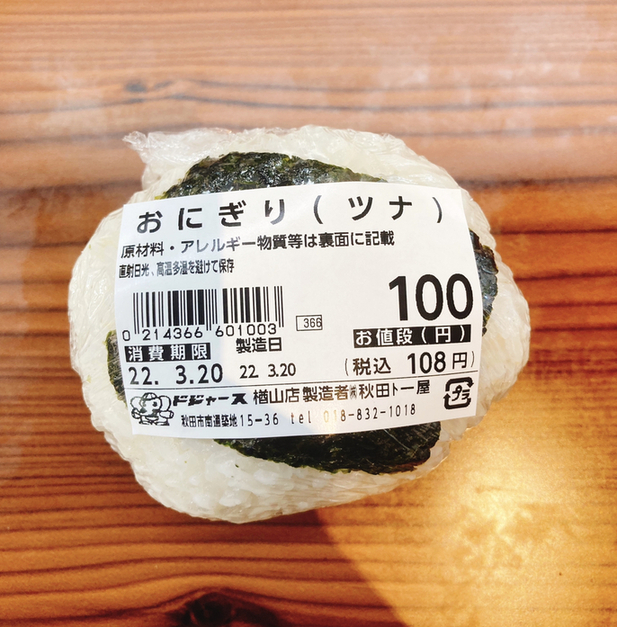 おにぎり(ツナ)
原材料・アレルギー物質等は裏面に記載
直射日光、高温多湿を避けて保存
0 214366 601003
366
100
お値段(円)
消費期限 製造日
22. 3.20 22 3.20
(税込 108円)
ドジャース 楢山店 製造者㈱秋田トー屋
秋田市南通築地15-36 tel 018-832-1018
プラ